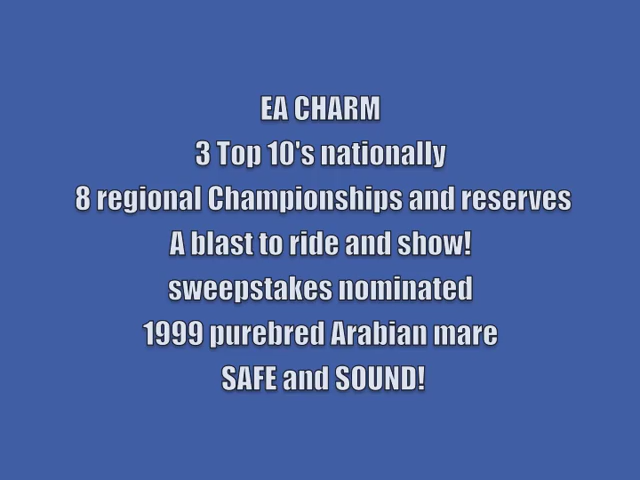 EA CHARM
3 Top 10's nationally
8 regional Championships and reserves
A blast to ride and show!
sweepstakes nominated
1999 purebred Arabian mare
SAFE and SOUND!